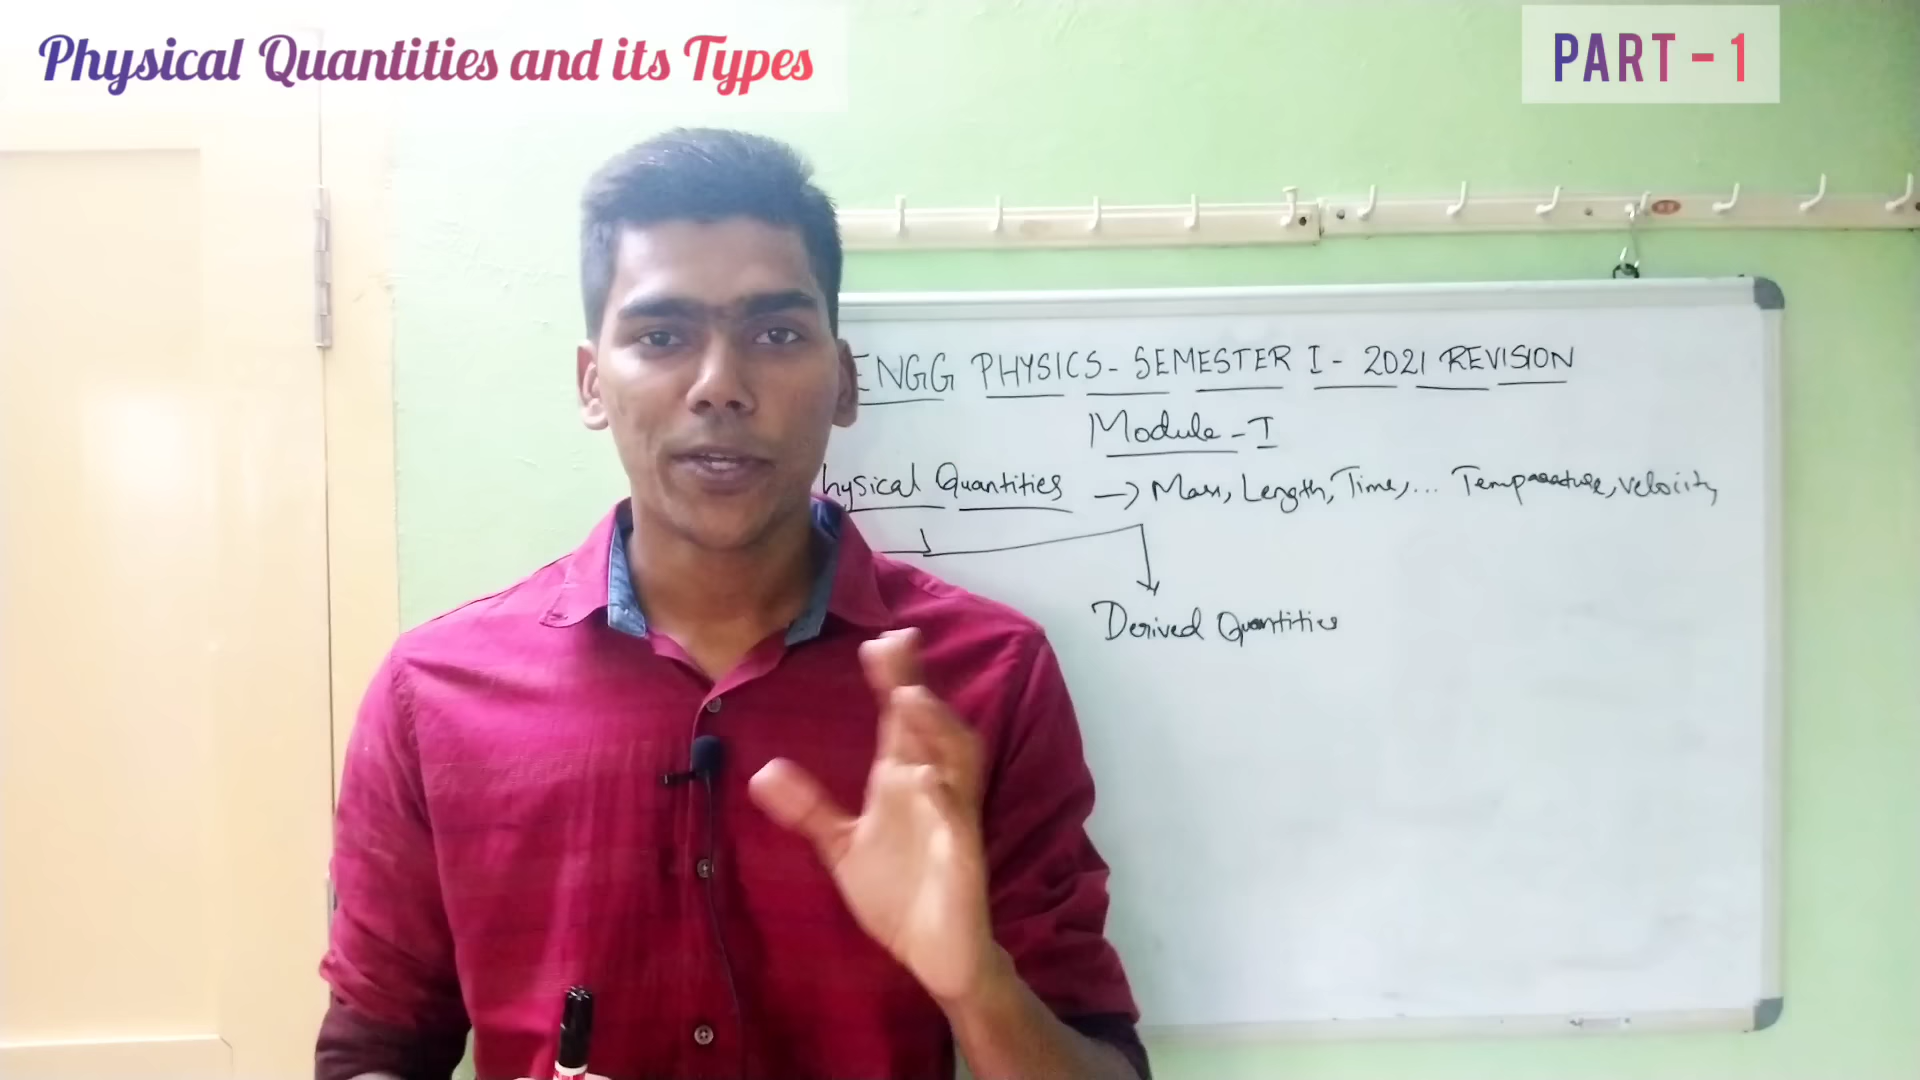 Physical Quantities and its Types
PART - 1
ENGG PHYSICS - SEMESTER I - 2021 REVISION
Module - I
hysical Quantities → Mass, Length, Time, ... Temperature, Velocity
Derived Quantities